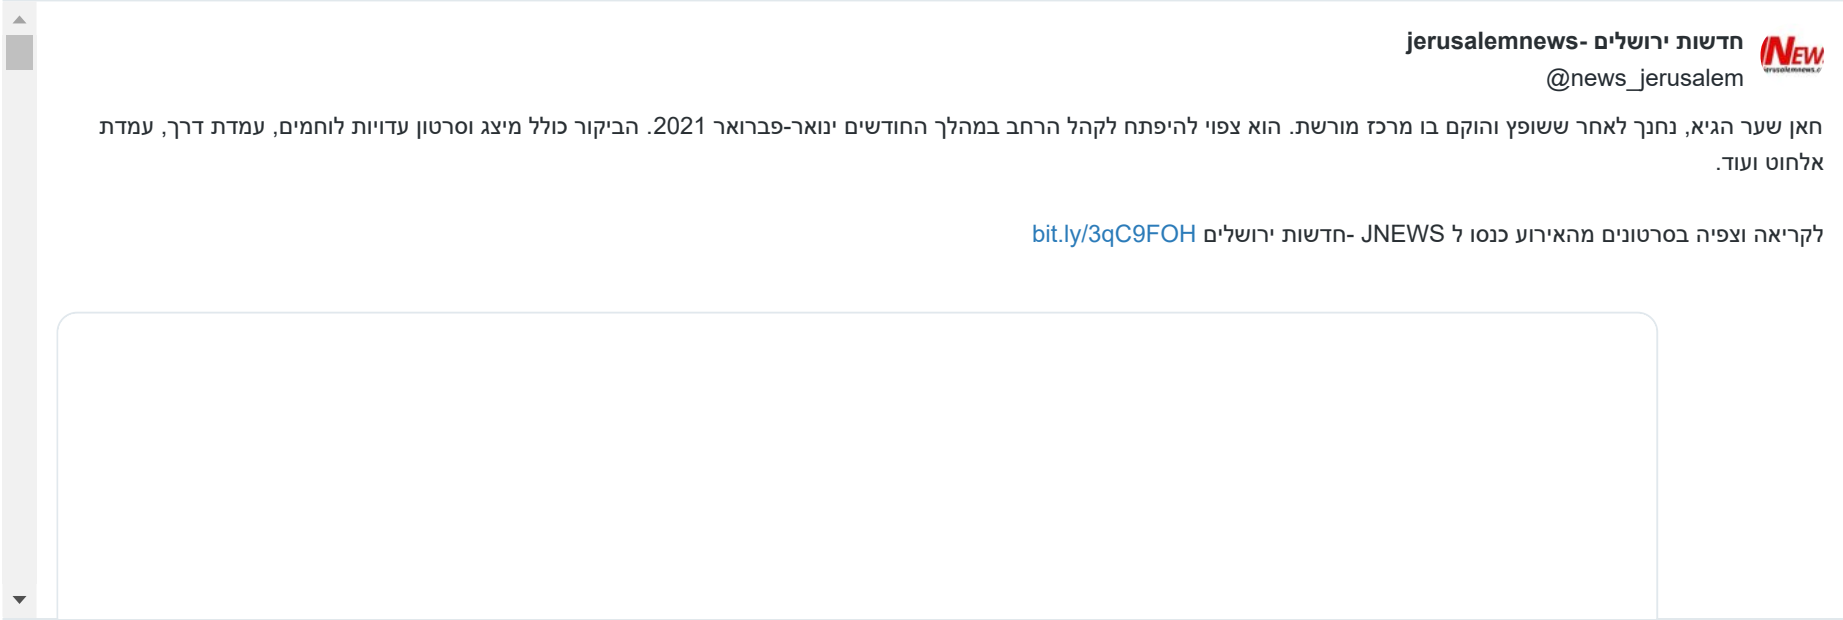 חדשות ירושלים -jerusalemnews
@news_jerusalem
NEW
jerusalemnews.c
חאן שער הגיא, נחנך לאחר ששופץ והוקם בו מרכז מורשת. הוא צפוי להיפתח לקהל הרחב במהלך החודשים ינואר-פברואר 2021. הביקור כולל מיצג וסרטון עדויות לוחמים, עמדת דרך, עמדת
אלחוט ועוד.
לקריאה וצפיה בסרטונים מהאירוע כנסו ל JNEWS -חדשות ירושלים bit.ly/3qC9FOH